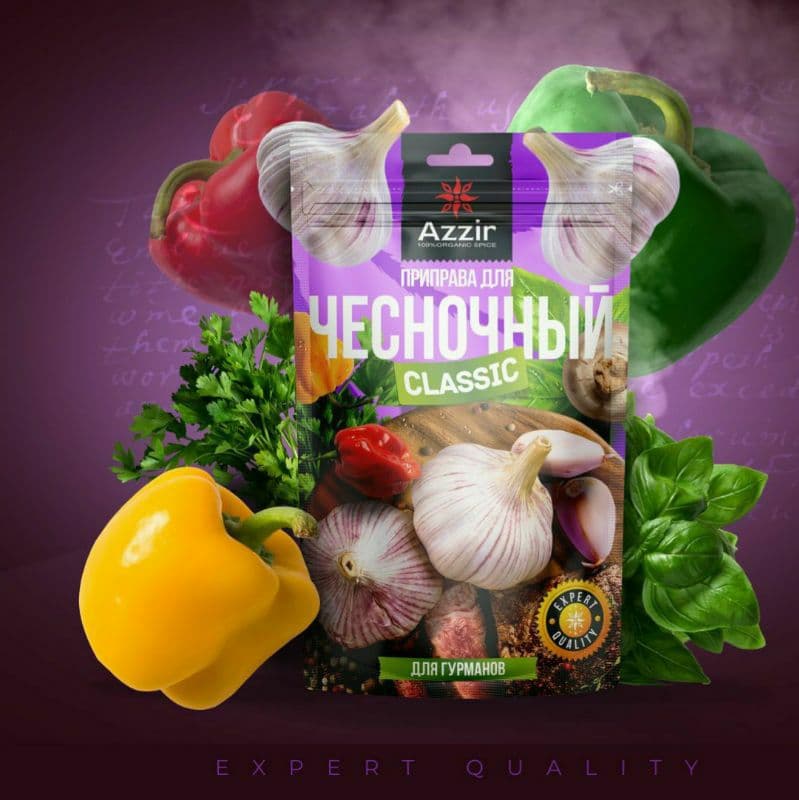 Azzir
100%ORGANIC SPICE
ПРИПРАВА ДЛЯ
ЧЕСНОЧНЫЙ
CLASSIC
EXPERT
QUALITY
ДЛЯ ГУРМАНОВ
EXPERT QUALITY